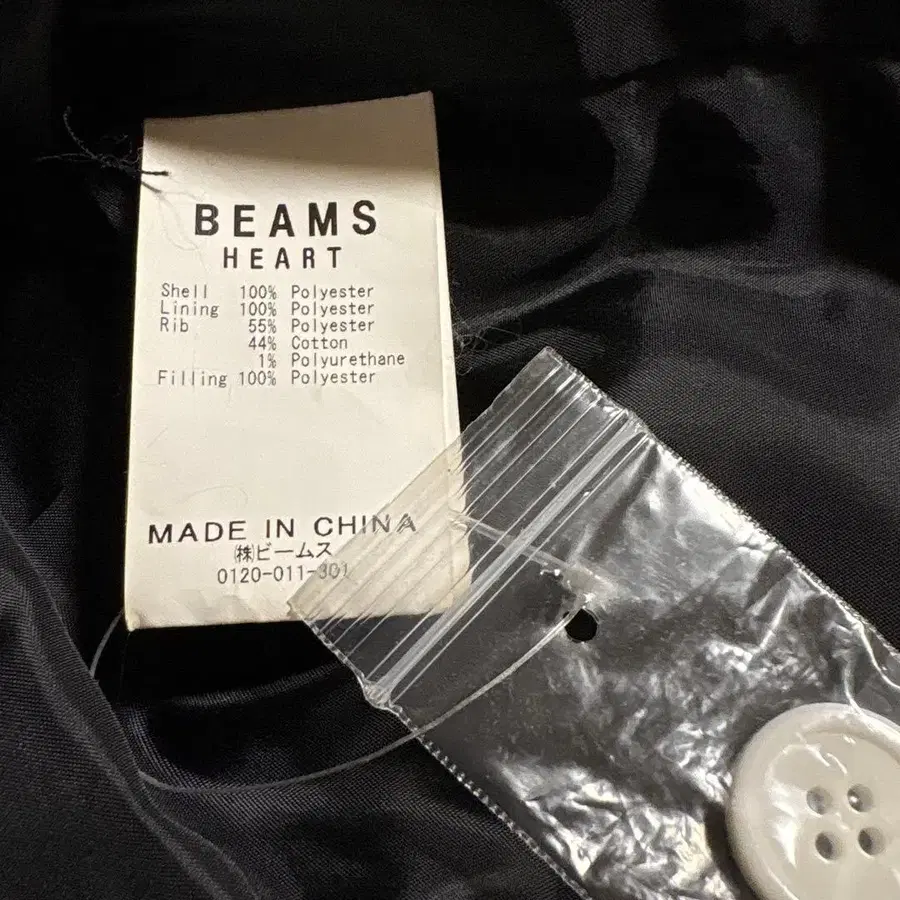 BEAMS
HEART
Shell 100% Polyester
Lining 100% Polyester
Rib 55% Polyester
44% Cotton
1% Polyurethane
Filling 100% Polyester
MADE IN CHINA
㈱ビームス
0120-011-301